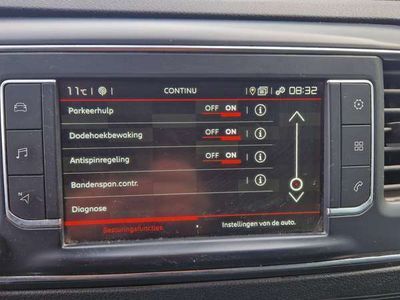 11°C CONTINU 08:32
Parkeerhulp OFF ON
Dodehoekbewaking OFF ON
Antispinregeling OFF ON
Bandenspan.contr.
Diagnose
Besturingsfuncties Instellingen van de auto.